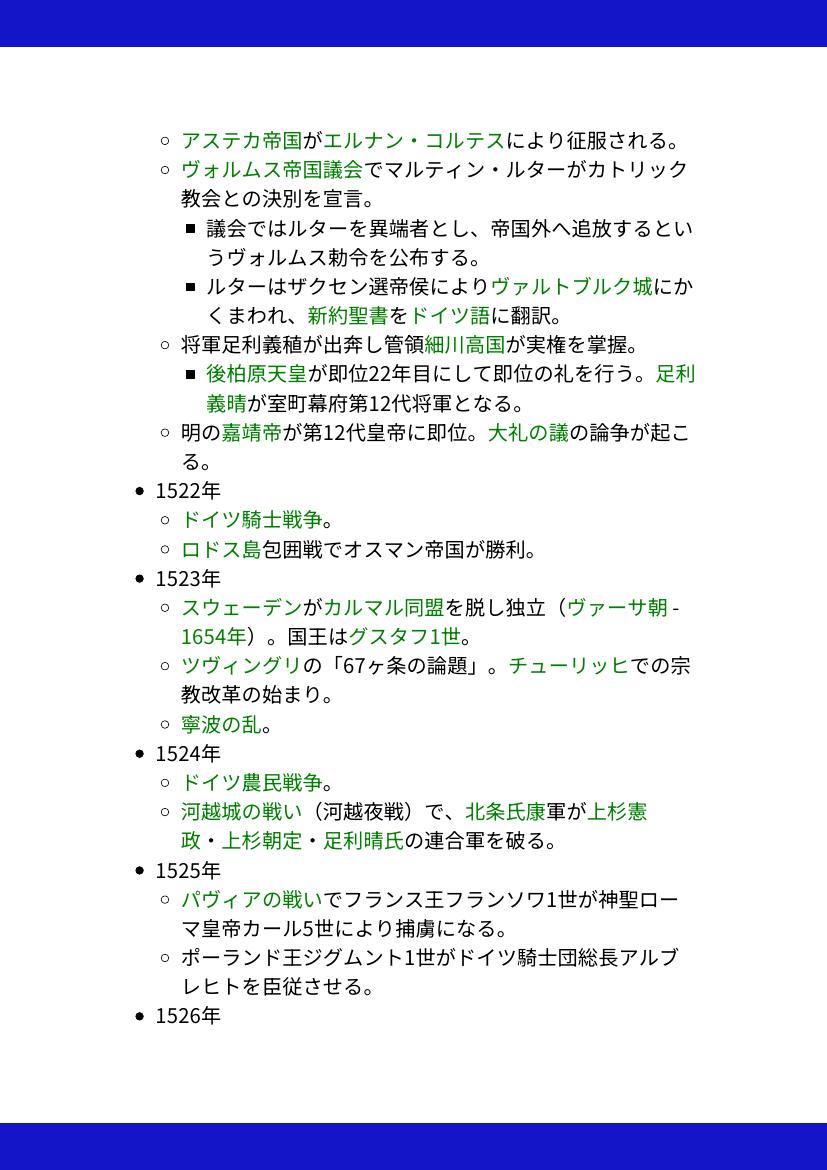 アステカ帝国がエルナン・コルテスにより征服される。
ヴォルムス帝国議会でマルティン・ルターがカトリック
教会との決別を宣言。
議会ではルターを異端者とし、帝国外へ追放するとい
うヴォルムス勅令を公布する。
ルターはザクセン選帝侯によりヴァルトブルク城にか
くまわれ、新約聖書をドイツ語に翻訳。
将軍足利義稙が出奔し管領細川高国が実権を掌握。
後柏原天皇が即位22年目にして即位の礼を行う。足利
義晴が室町幕府第12代将軍となる。
明の嘉靖帝が第12代皇帝に即位。大礼の議の論争が起こ
る。
1522年
ドイツ騎士戦争。
ロドス島包囲戦でオスマン帝国が勝利。
1523年
スウェーデンがカルマル同盟を脱し独立（ヴァーサ朝 -
1654年）。国王はグスタフ1世。
ツヴィングリの「67ヶ条の論題」。チューリッヒでの宗
教改革の始まり。
寧波の乱。
1524年
ドイツ農民戦争。
河越城の戦い（河越夜戦）で、北条氏康軍が上杉憲
政・上杉朝定・足利晴氏の連合軍を破る。
1525年
パヴィアの戦いでフランス王フランソワ1世が神聖ロー
マ皇帝カール5世により捕虜になる。
ポーランド王ジグムント1世がドイツ騎士団総長アルブ
レヒトを臣従させる。
1526年